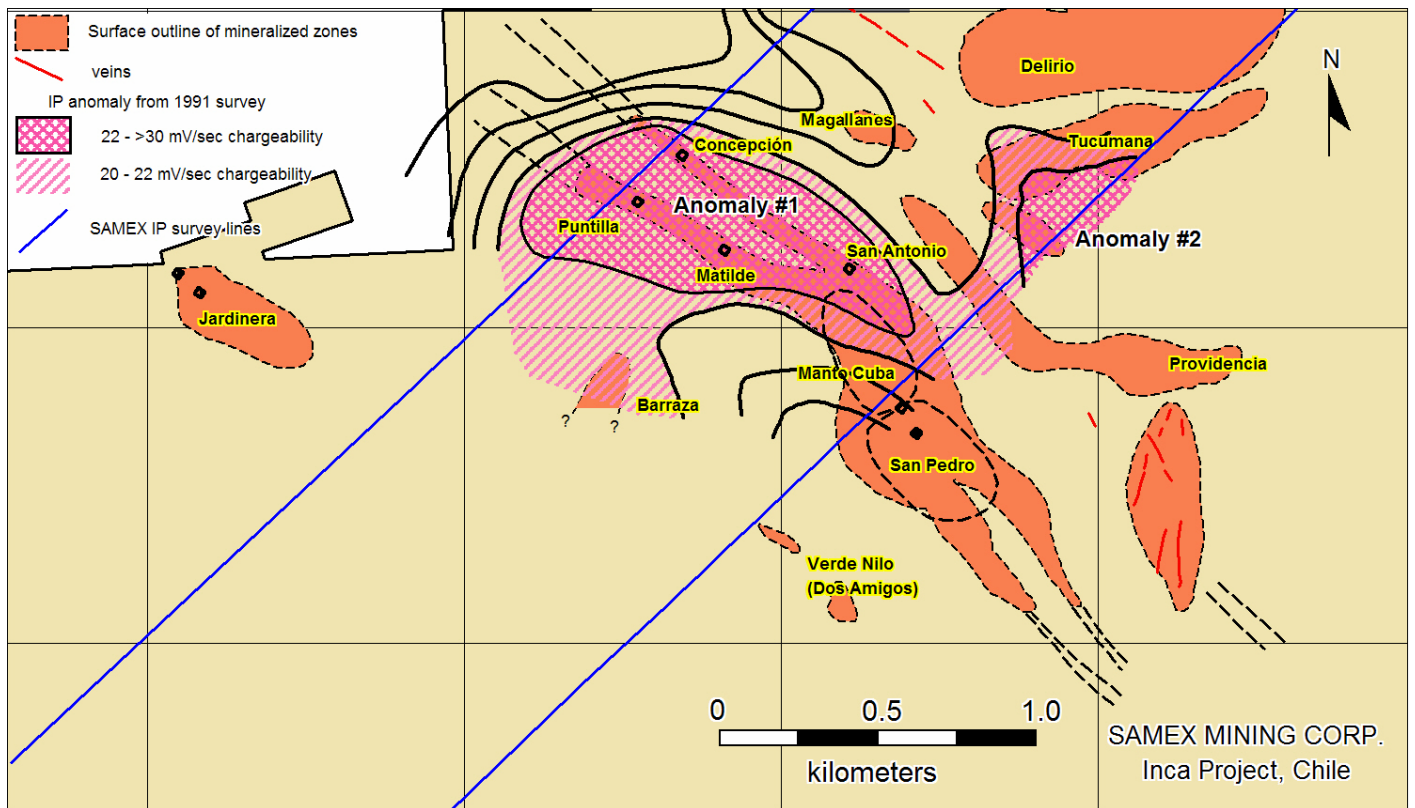 Surface outline of mineralized zones
veins
IP anomaly from 1991 survey
22 - >30 mV/sec chargeability
20 - 22 mV/sec chargeability
SAMEX IP survey lines
Delirio
N
Magallanes
Tucumana
Concepción
Anomaly #1
Puntilla
San Antonio
Anomaly #2
Matilde
Jardinera
Manto Cuba
Providencia
Barraza
? ?
San Pedro
Verde Nilo
(Dos Amigos)
0 0.5 1.0
kilometers
SAMEX MINING CORP.
Inca Project, Chile